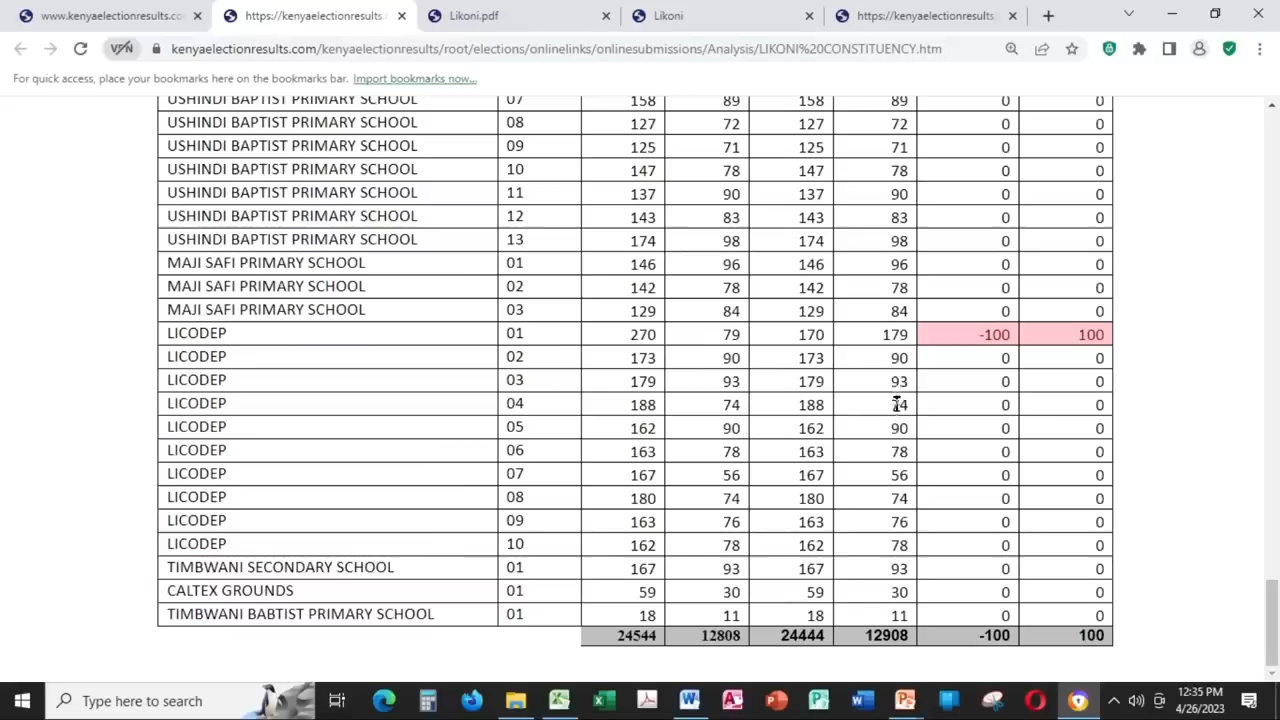 www.kenyaelectionresults.co
https://kenyaelectionresults.
Likoni.pdf
Likoni
https://kenyaelectionresults.
VPN
kenyaelectionresults.com/kenyaelectionresults/root/elections/onlinelinks/onlinesubmissions/Analysis/LIKONI%20CONSTITUENCY.htm
For quick access, place your bookmarks here on the bookmarks bar. Import bookmarks now...
USHINDI BAPTIST PRIMARY SCHOOL 07 158 89 158 89 0 0
USHINDI BAPTIST PRIMARY SCHOOL 08 127 72 127 72 0 0
USHINDI BAPTIST PRIMARY SCHOOL 09 125 71 125 71 0 0
USHINDI BAPTIST PRIMARY SCHOOL 10 147 78 147 78 0 0
USHINDI BAPTIST PRIMARY SCHOOL 11 137 90 137 90 0 0
USHINDI BAPTIST PRIMARY SCHOOL 12 143 83 143 83 0 0
USHINDI BAPTIST PRIMARY SCHOOL 13 174 98 174 98 0 0
MAJI SAFI PRIMARY SCHOOL 01 146 96 146 96 0 0
MAJI SAFI PRIMARY SCHOOL 02 142 78 142 78 0 0
MAJI SAFI PRIMARY SCHOOL 03 129 84 129 84 0 0
LICODEP 01 270 79 170 179 -100 100
LICODEP 02 173 90 173 90 0 0
LICODEP 03 179 93 179 93 0 0
LICODEP 04 188 74 188 74 0 0
LICODEP 05 162 90 162 90 0 0
LICODEP 06 163 78 163 78 0 0
LICODEP 07 167 56 167 56 0 0
LICODEP 08 180 74 180 74 0 0
LICODEP 09 163 76 163 76 0 0
LICODEP 10 162 78 162 78 0 0
TIMBWANI SECONDARY SCHOOL 01 167 93 167 93 0 0
CALTEX GROUNDS 01 59 30 59 30 0 0
TIMBWANI BABTIST PRIMARY SCHOOL 01 18 11 18 11 0 0
24544 12808 24444 12908 -100 100
Type here to search
12:35 PM
4/26/2023